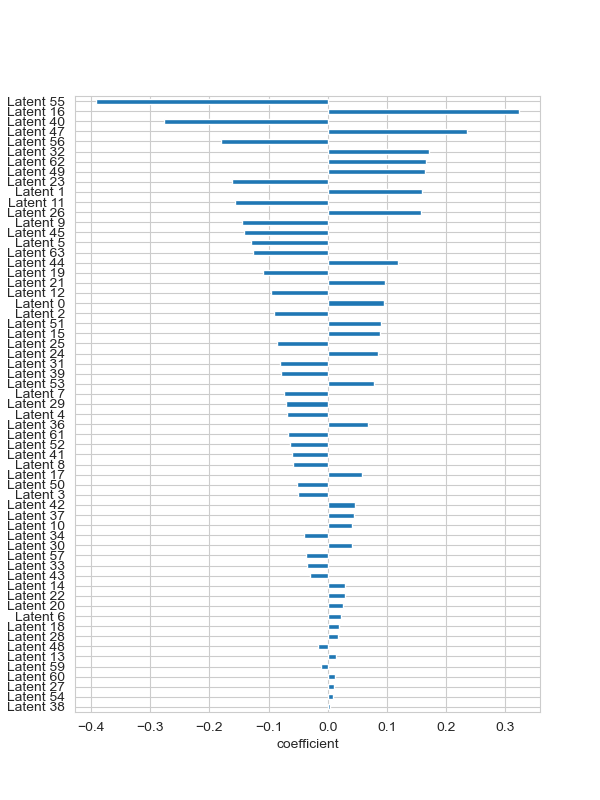 Latent 55
Latent 16
Latent 40
Latent 47
Latent 56
Latent 32
Latent 62
Latent 49
Latent 23
Latent 1
Latent 11
Latent 26
Latent 9
Latent 45
Latent 5
Latent 63
Latent 44
Latent 19
Latent 21
Latent 12
Latent 0
Latent 2
Latent 51
Latent 15
Latent 25
Latent 24
Latent 31
Latent 39
Latent 53
Latent 7
Latent 29
Latent 4
Latent 36
Latent 61
Latent 52
Latent 41
Latent 8
Latent 17
Latent 50
Latent 3
Latent 42
Latent 37
Latent 10
Latent 34
Latent 30
Latent 57
Latent 33
Latent 43
Latent 14
Latent 22
Latent 20
Latent 6
Latent 18
Latent 28
Latent 48
Latent 13
Latent 59
Latent 60
Latent 27
Latent 54
Latent 38
−0.4 −0.3 −0.2 −0.1 0.0 0.1 0.2 0.3
coefficient